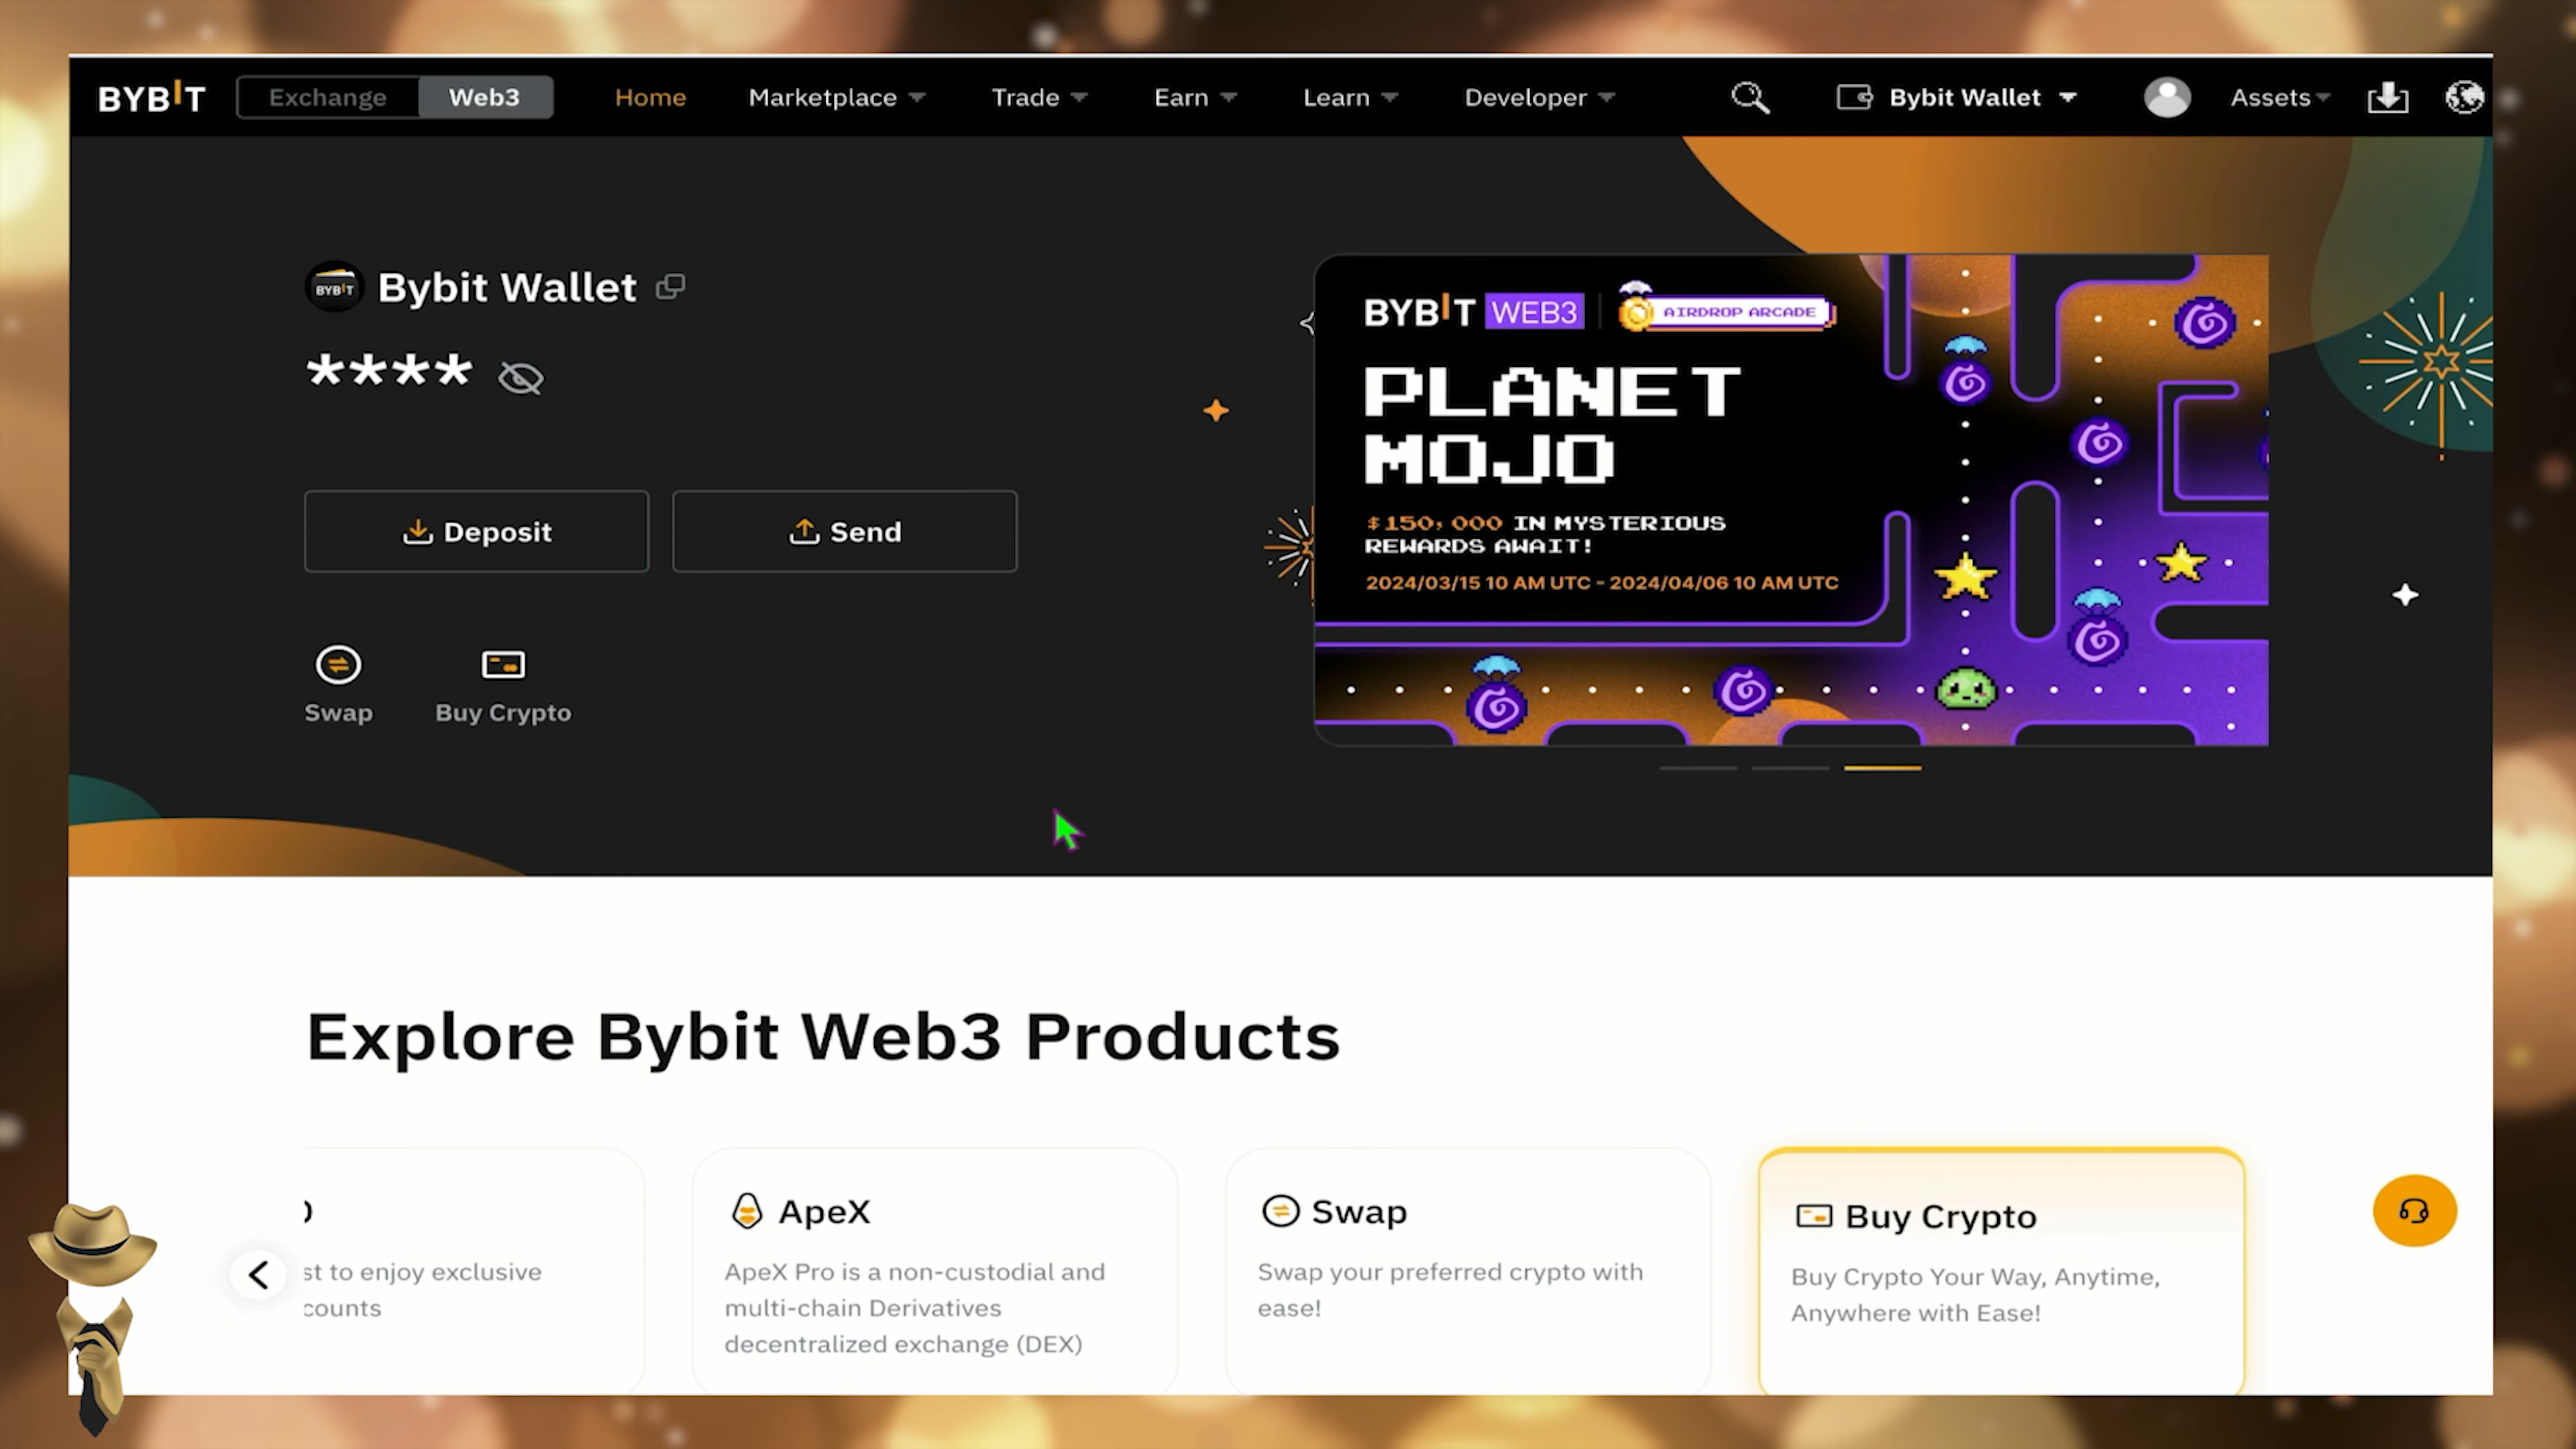 BYBIT Exchange Web3 Home Marketplace Trade Earn Learn Developer Bybit Wallet Assets
BYBIT Bybit Wallet
****
Deposit Send
Swap Buy Crypto
BYBIT WEB3 AIRDROP ARCADE
PLANET
MOJO
$150,000 IN MYSTERIOUS
REWARDS AWAIT!
2024/03/15 10 AM UTC - 2024/04/06 10 AM UTC
Explore Bybit Web3 Products
st to enjoy exclusive
counts
ApeX
ApeX Pro is a non-custodial and
multi-chain Derivatives
decentralized exchange (DEX)
Swap
Swap your preferred crypto with
ease!
Buy Crypto
Buy Crypto Your Way, Anytime,
Anywhere with Ease!